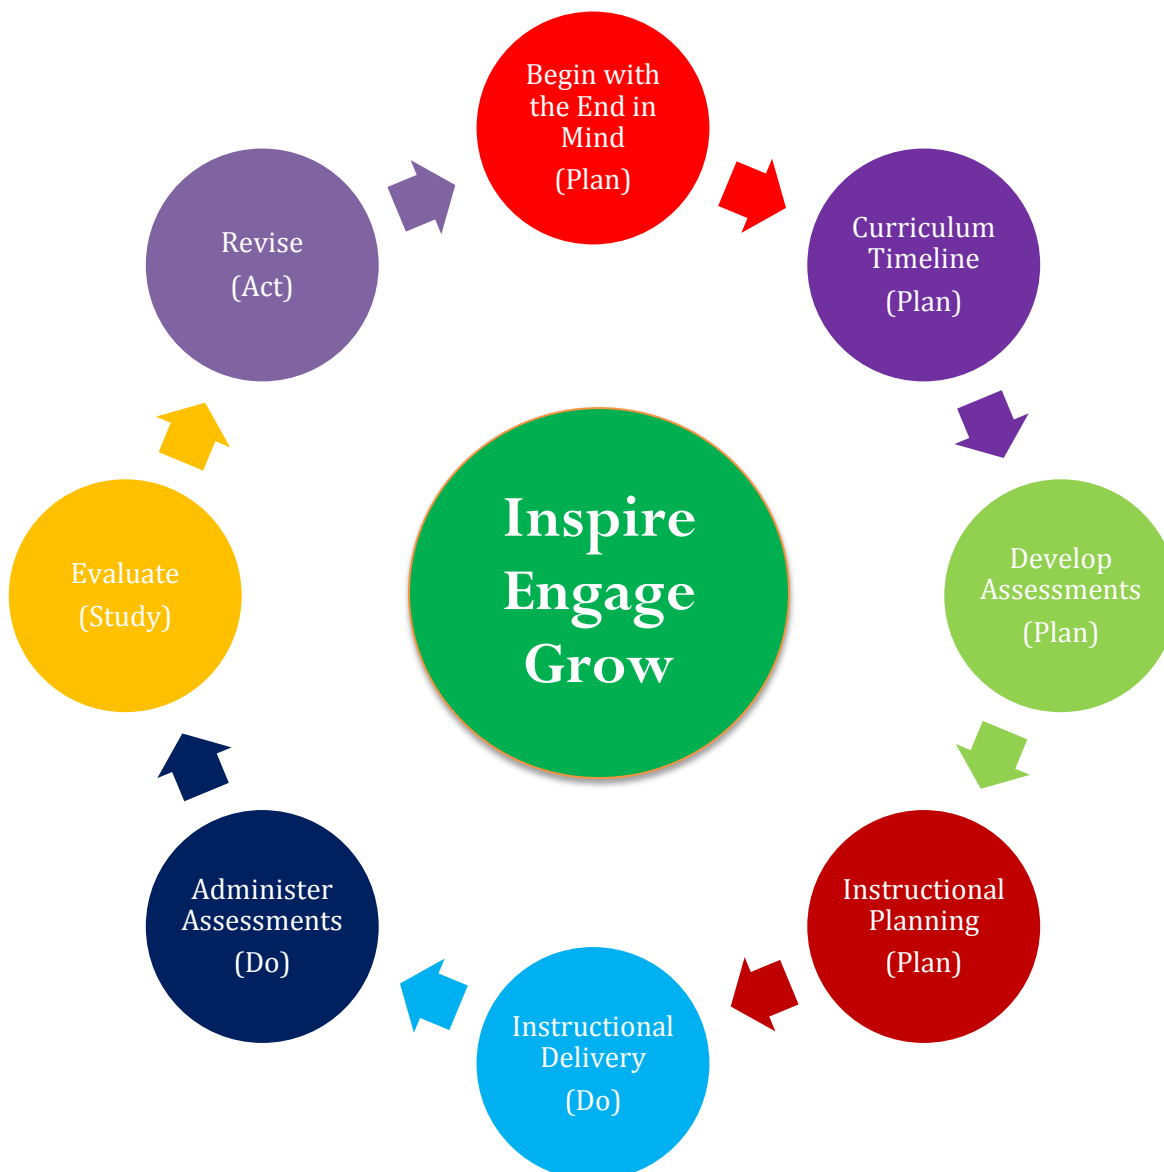 Begin with
the End in
Mind
(Plan)
Curriculum
Timeline
(Plan)
Develop
Assessments
(Plan)
Instructional
Planning
(Plan)
Instructional
Delivery
(Do)
Administer
Assessments
(Do)
Evaluate
(Study)
Revise
(Act)
Inspire
Engage
Grow